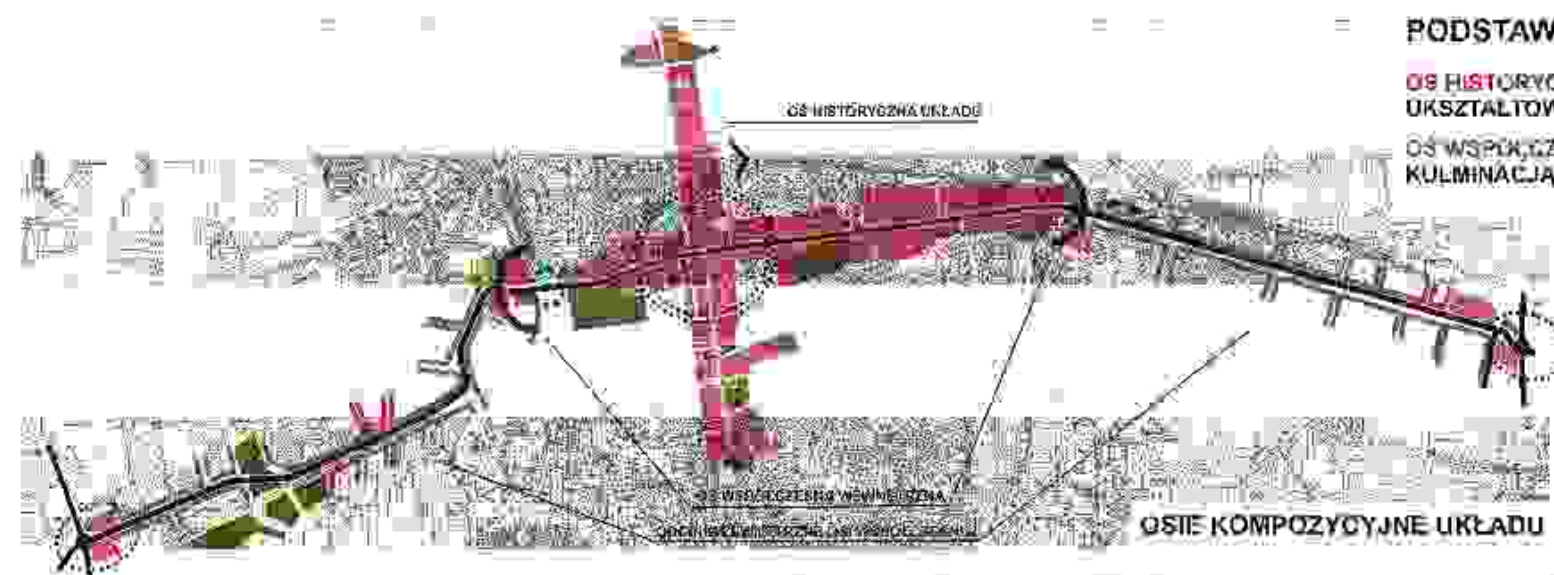 PODSTAW
OŚ HISTORYC
UKSZTAŁTOW
OŚ WSPÓŁCZ
KULMINACJĄ
OŚ HISTORYCZNA UKŁADU
OŚ WSPÓŁCZESNA WEWNĘTRZNA
OSIE KOMPOZYCYJNE UKŁADU